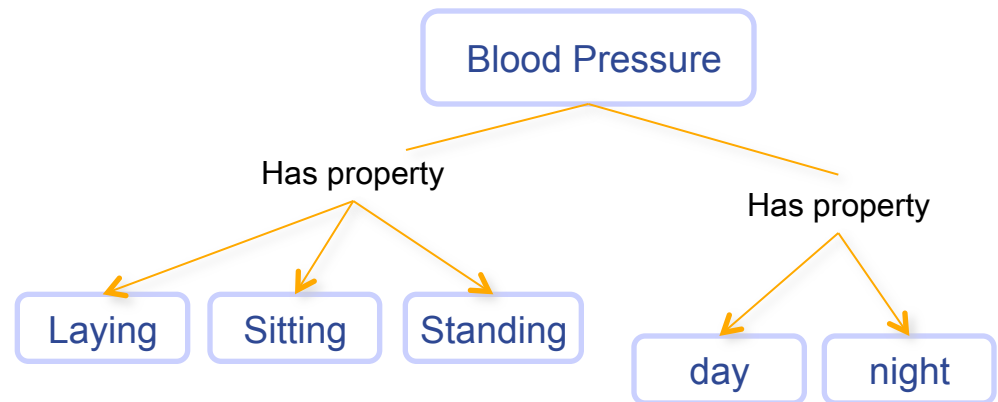 Blood Pressure
Has property
Has property
Laying
Sitting
Standing
day
night